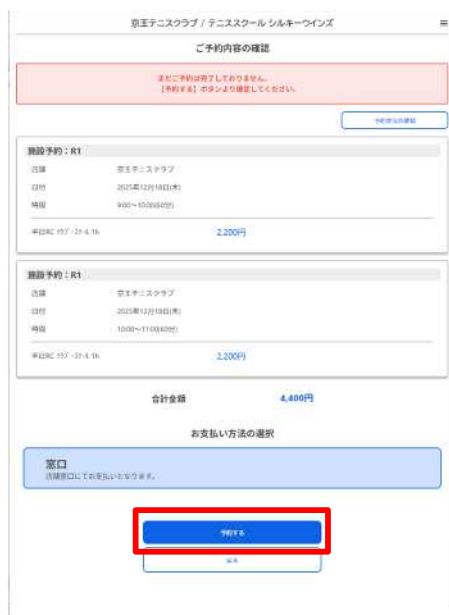 京王テニスクラブ / テニススクール シルキーウインズ
ご予約内容の確認
まだご予約は完了しておりません。
【予約する】ボタンより確定してください。
施設予約：R1
店舗 京王テニスクラブ
日付 2025年12月18日(木)
時間 9:00～10:00(60分)
2,200円
施設予約：R1
店舗 京王テニスクラブ
日付 2025年12月18日(木)
時間 10:00～11:00(60分)
2,200円
合計金額 4,400円
お支払い方法の選択
窓口
店舗窓口にてお支払いとなります。
予約する
戻る